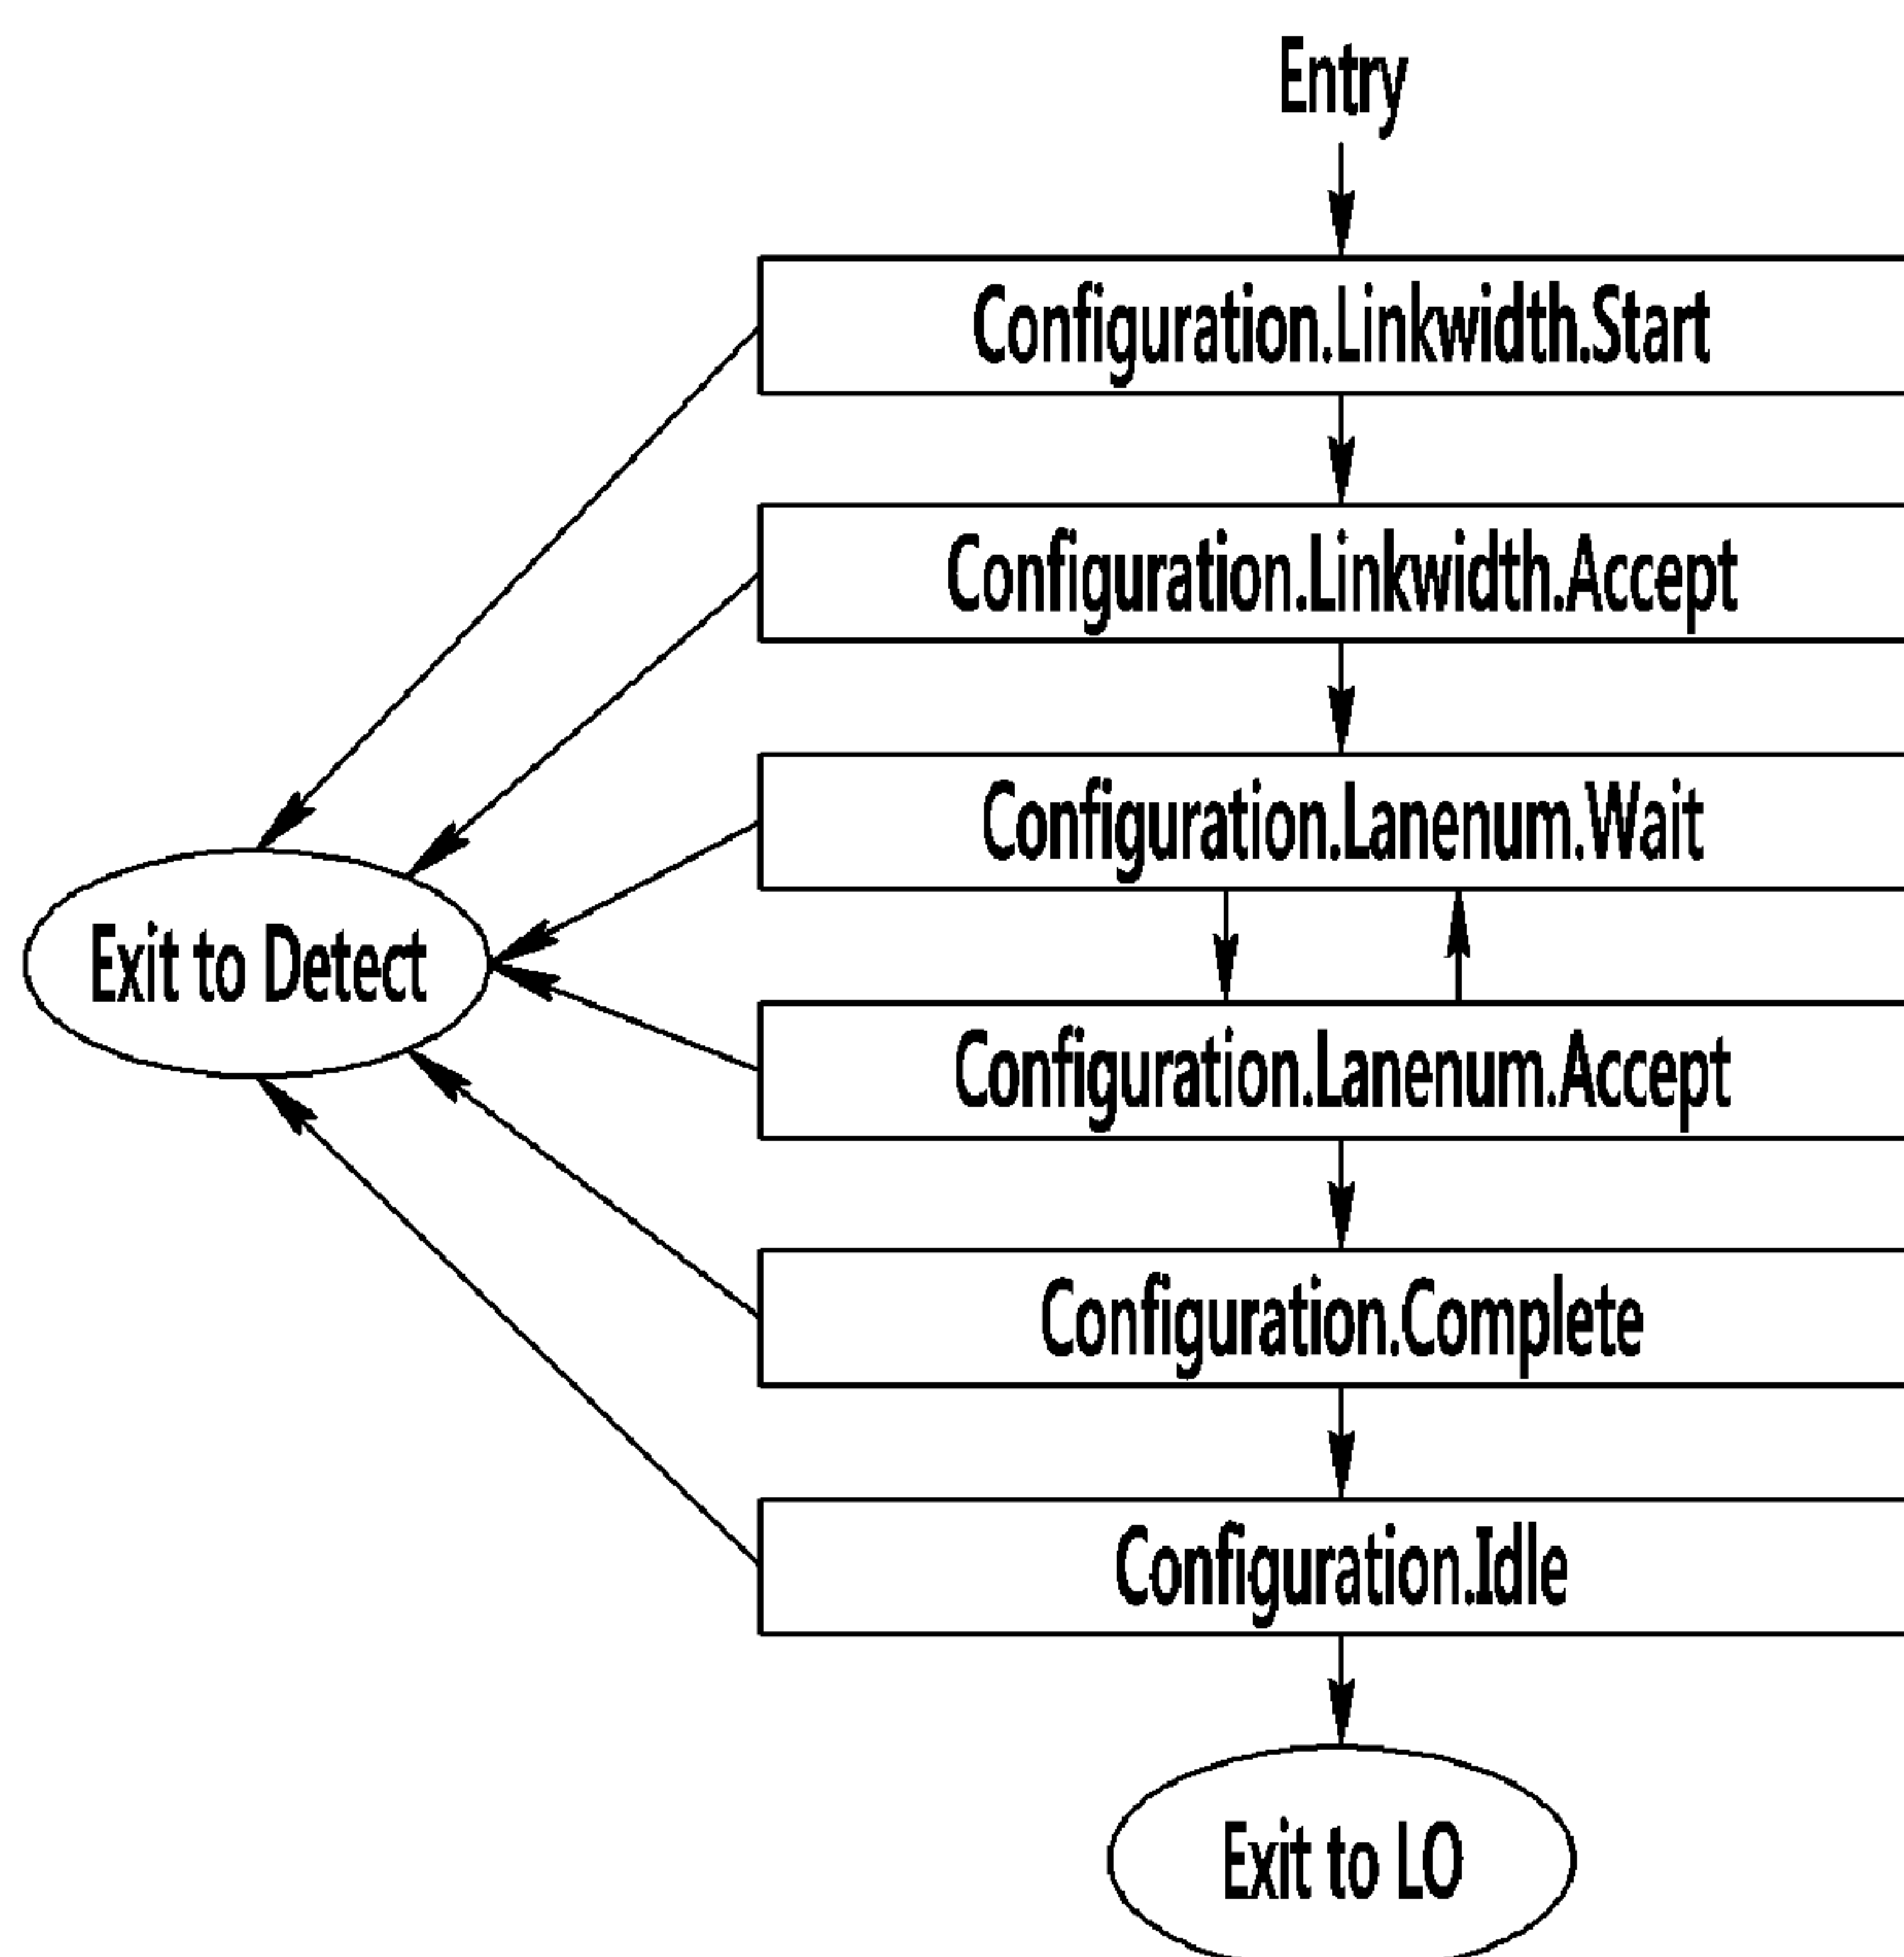 Entry
Configuration.Linkwidth.Start
Configuration.Linkwidth.Accept
Configuration.Lanenum.Wait
Exit to Detect
Configuration.Lanenum.Accept
Configuration.Complete
Configuration.Idle
Exit to LO